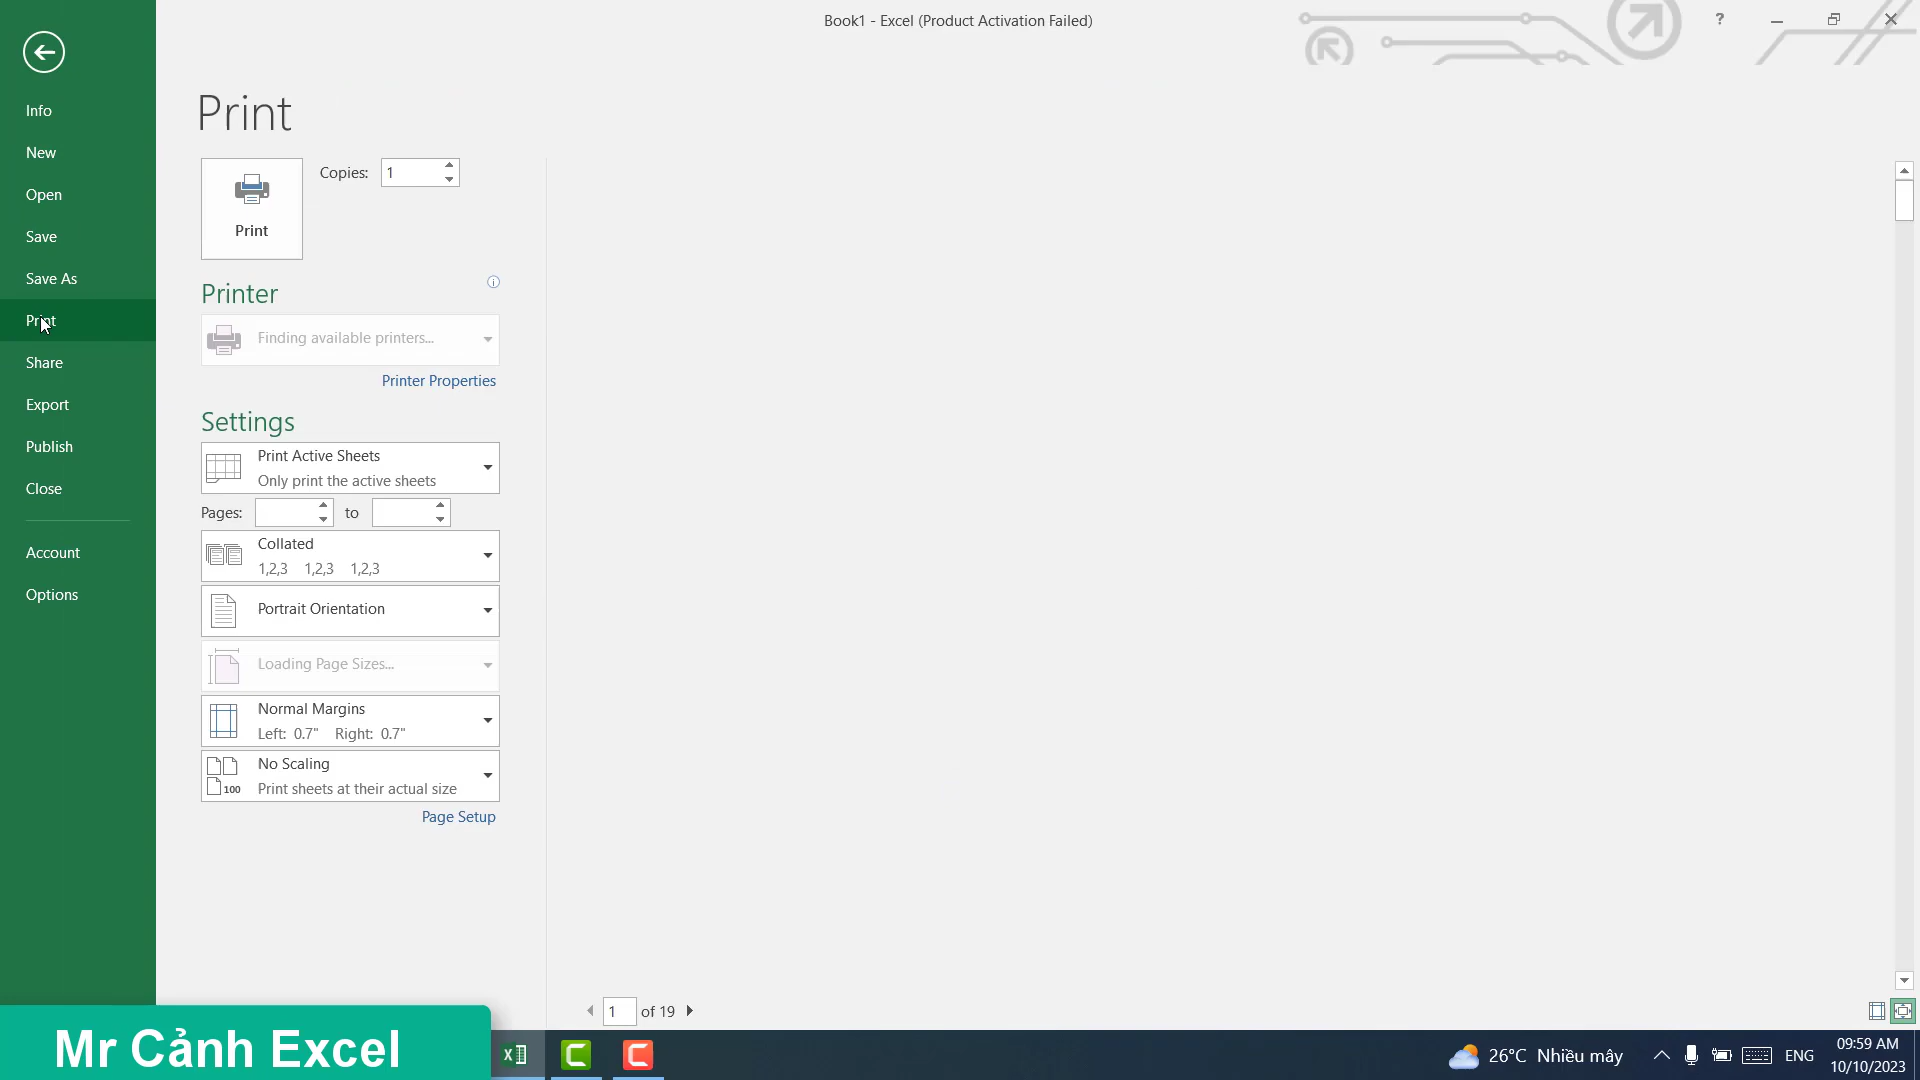 Book1 - Excel (Product Activation Failed)
?
Info
New
Open
Save
Save As
Print
Share
Export
Publish
Close
Account
Options
Print
Print
Copies: 1
Printer
Finding available printers...
Printer Properties
Settings
Print Active Sheets
Only print the active sheets
Pages: to
Collated
1,2,3 1,2,3 1,2,3
Portrait Orientation
Loading Page Sizes...
Normal Margins
Left: 0.7" Right: 0.7"
No Scaling
100
Print sheets at their actual size
Page Setup
1 of 19
Mr Cảnh Excel
26°C Nhiều mây
ENG
09:59 AM
10/10/2023